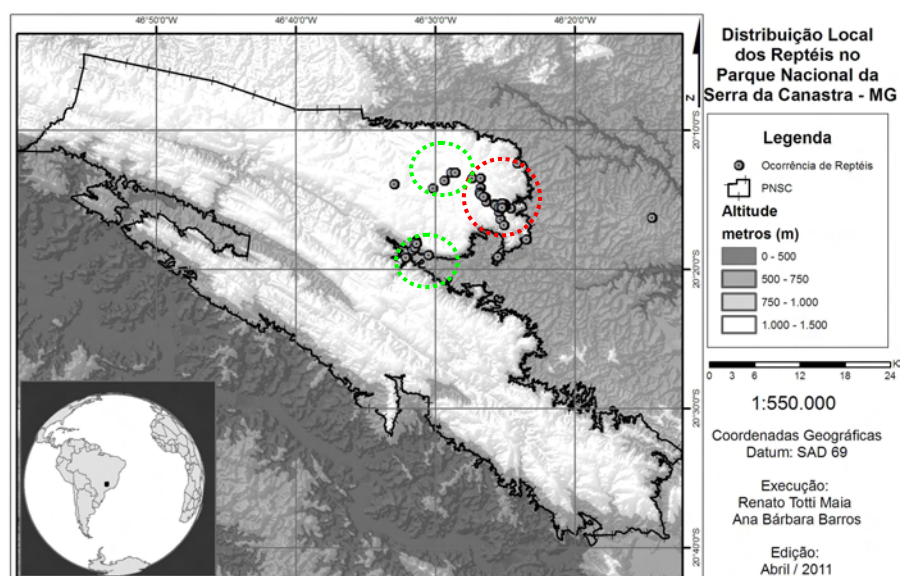 46°50'0"W
46°40'0"W
46°30'0"W
46°20'0"W
Distribuição Local
dos Reptéis no
Parque Nacional da
Serra da Canastra - MG
Z
20°10'0"S
20°20'0"S
20°30'0"S
20°40'0"S
Legenda
Ocorrência de Reptéis
PNSC
Altitude
metros (m)
0 - 500
500 - 750
750 - 1.000
1.000 - 1.500
0 3 6 12 18 24
1:550.000
Coordenadas Geográficas
Datum: SAD 69
Execução:
Renato Totti Maia
Ana Bárbara Barros
Edição:
Abril / 2011